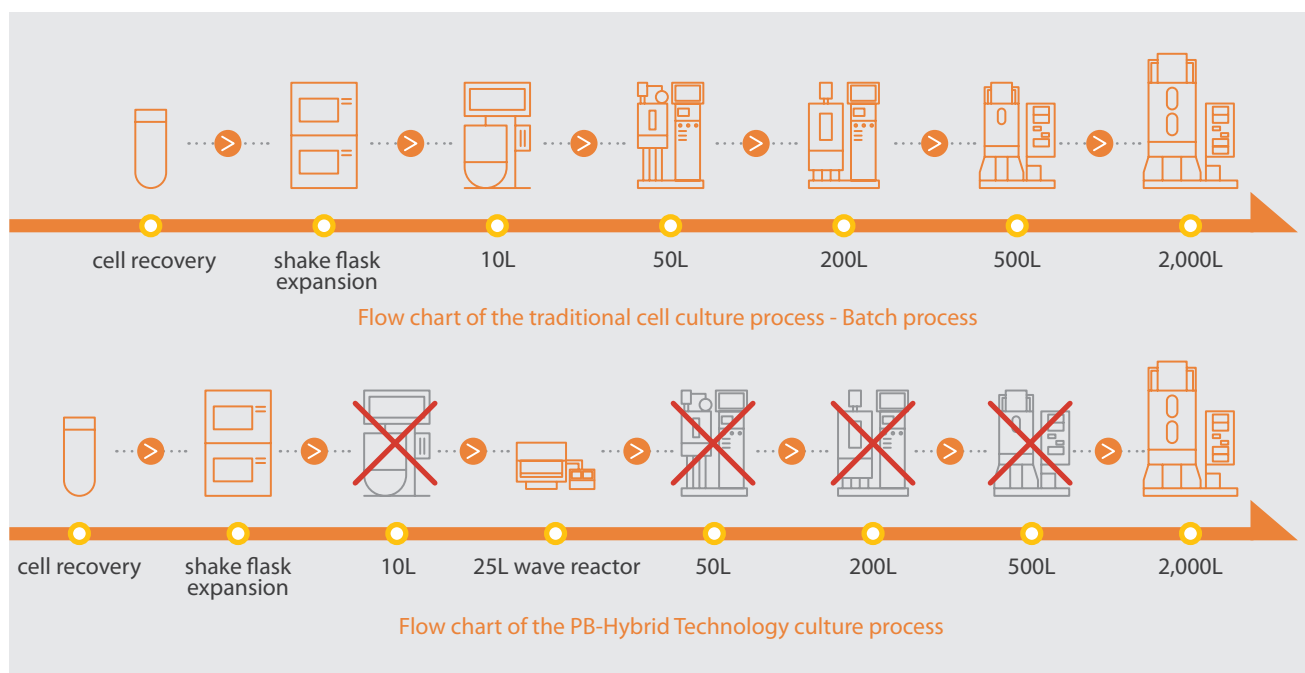 cell recovery
shake flask
expansion
10L
50L
200L
500L
2,000L
Flow chart of the traditional cell culture process - Batch process
cell recovery
shake flask
expansion
10L
25L wave reactor
50L
200L
500L
2,000L
Flow chart of the PB-Hybrid Technology culture process